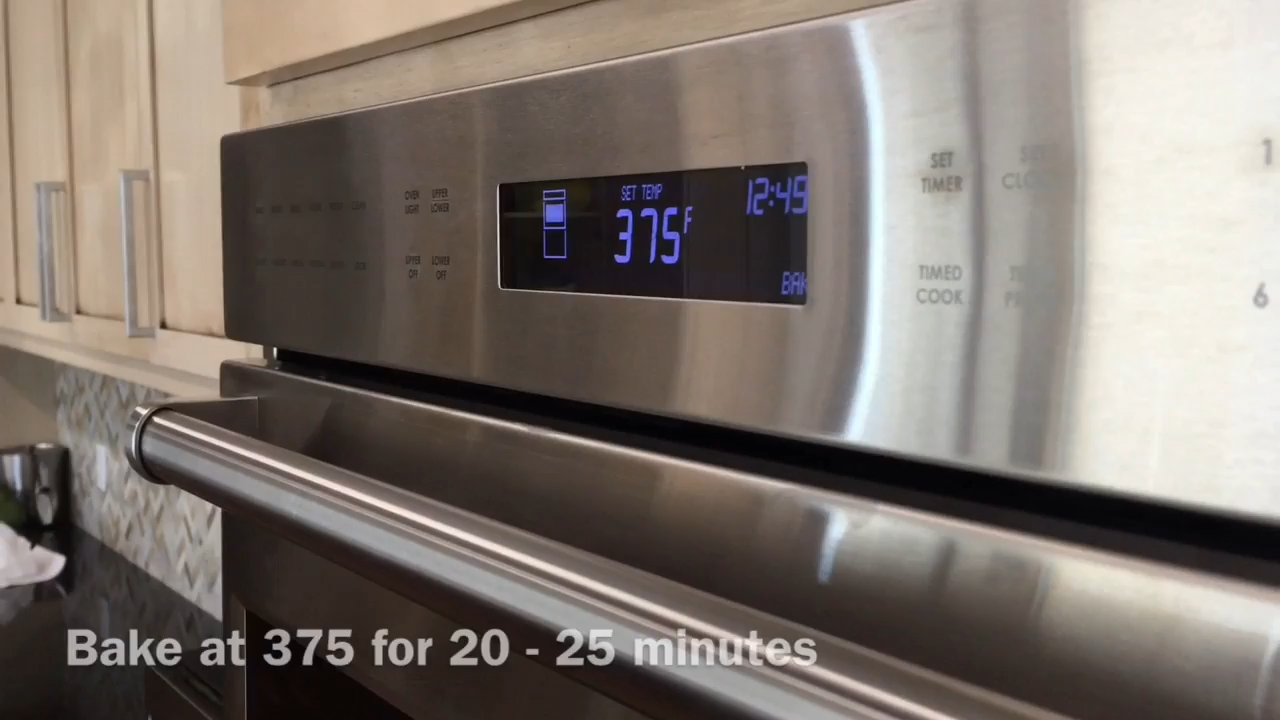 OVEN UPPER
LIGHT LOWER
UPPER LOWER
OFF OFF
SET TEMP
375F
12:49
BAK
SET
TIMER
TIMED
COOK
1
6
Bake at 375 for 20 - 25 minutes